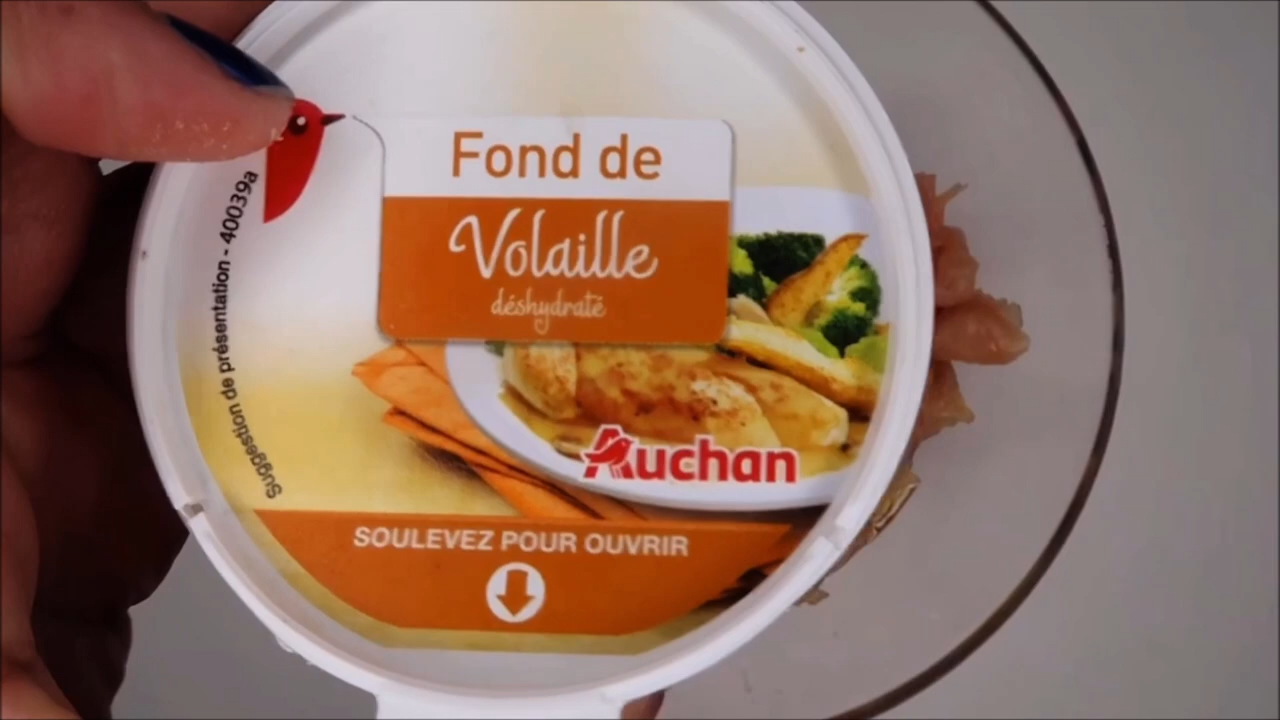 Fond de
Volaille
déshydraté
Suggestion de présentation - 40039a
Auchan
SOULEVEZ POUR OUVRIR